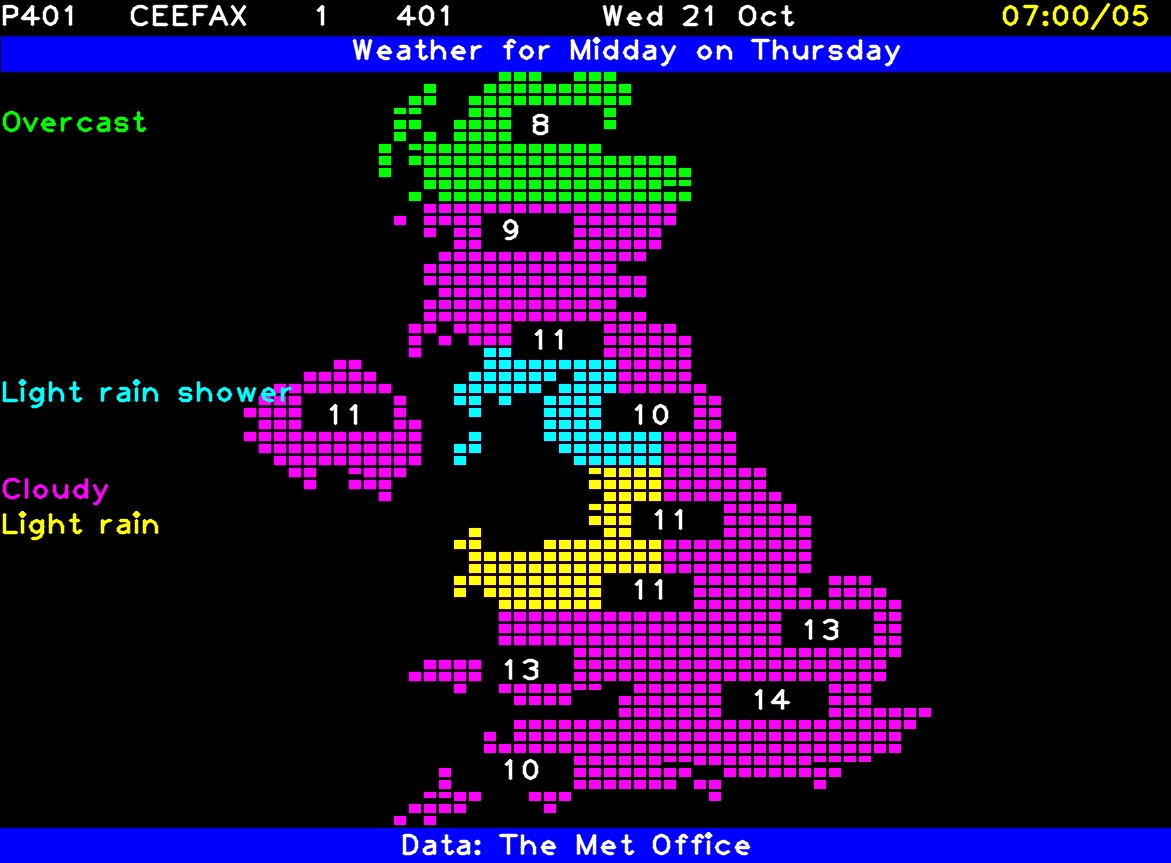 P401 CEEFAX 1 401 Wed 21 Oct 07:00/05
Weather for Midday on Thursday
Overcast
8
9
11
Light rain shower
11
10
Cloudy
Light rain
11
11
13
13
14
10
Data: The Met Office